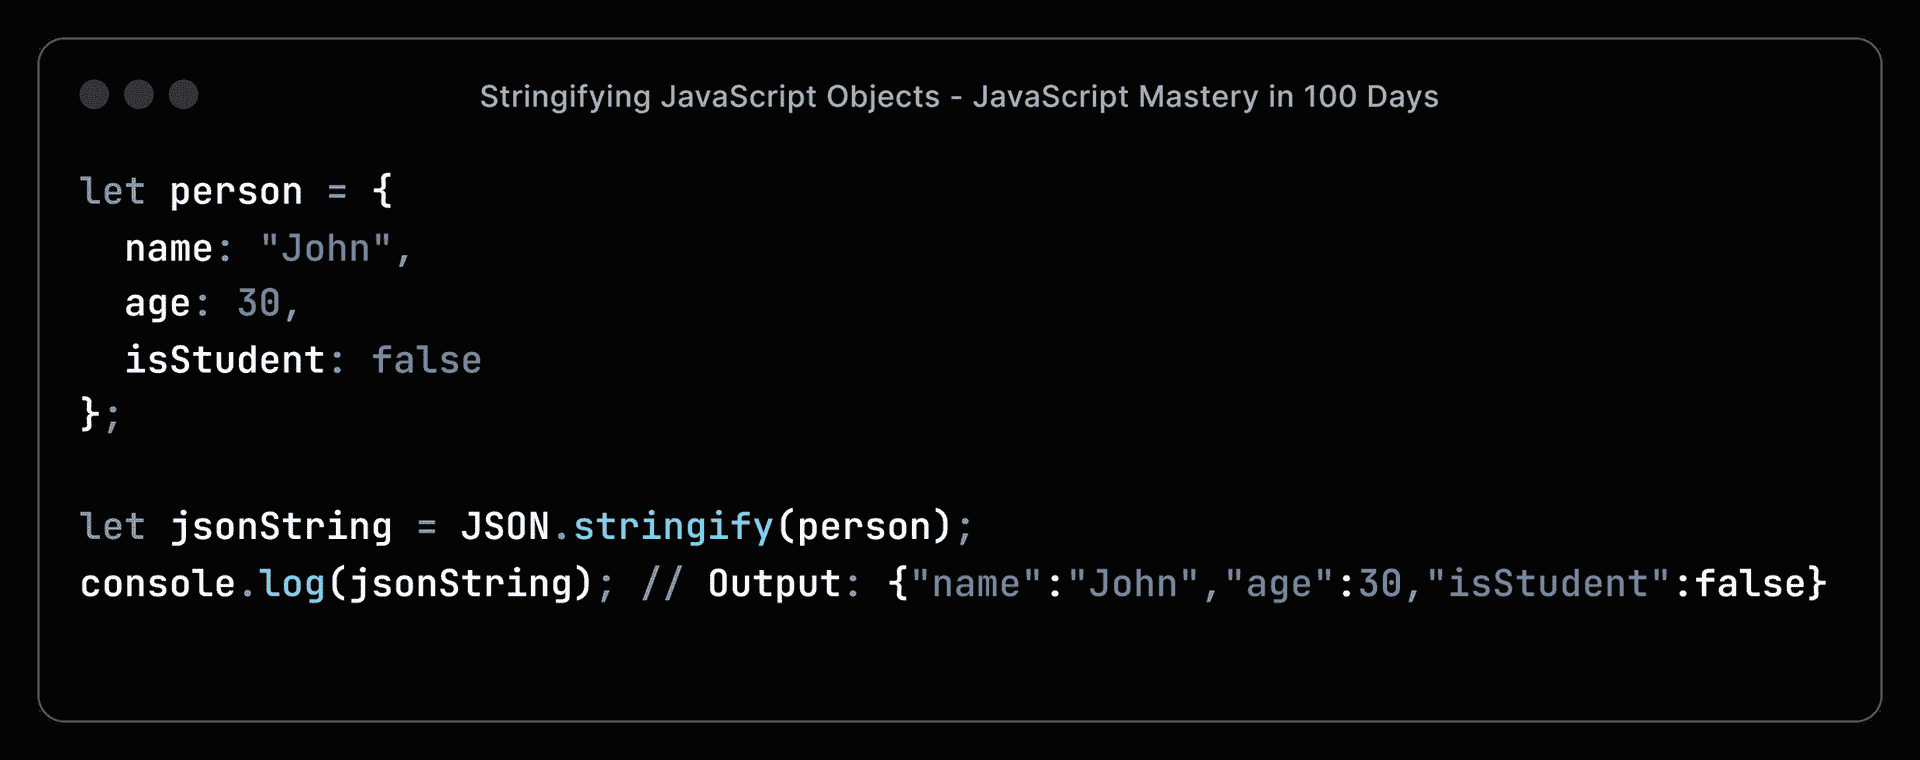 Stringifying JavaScript Objects - JavaScript Mastery in 100 Days
let person = {
  name: "John",
  age: 30,
  isStudent: false
};
let jsonString = JSON.stringify(person);
console.log(jsonString); // Output: {"name":"John","age":30,"isStudent":false}